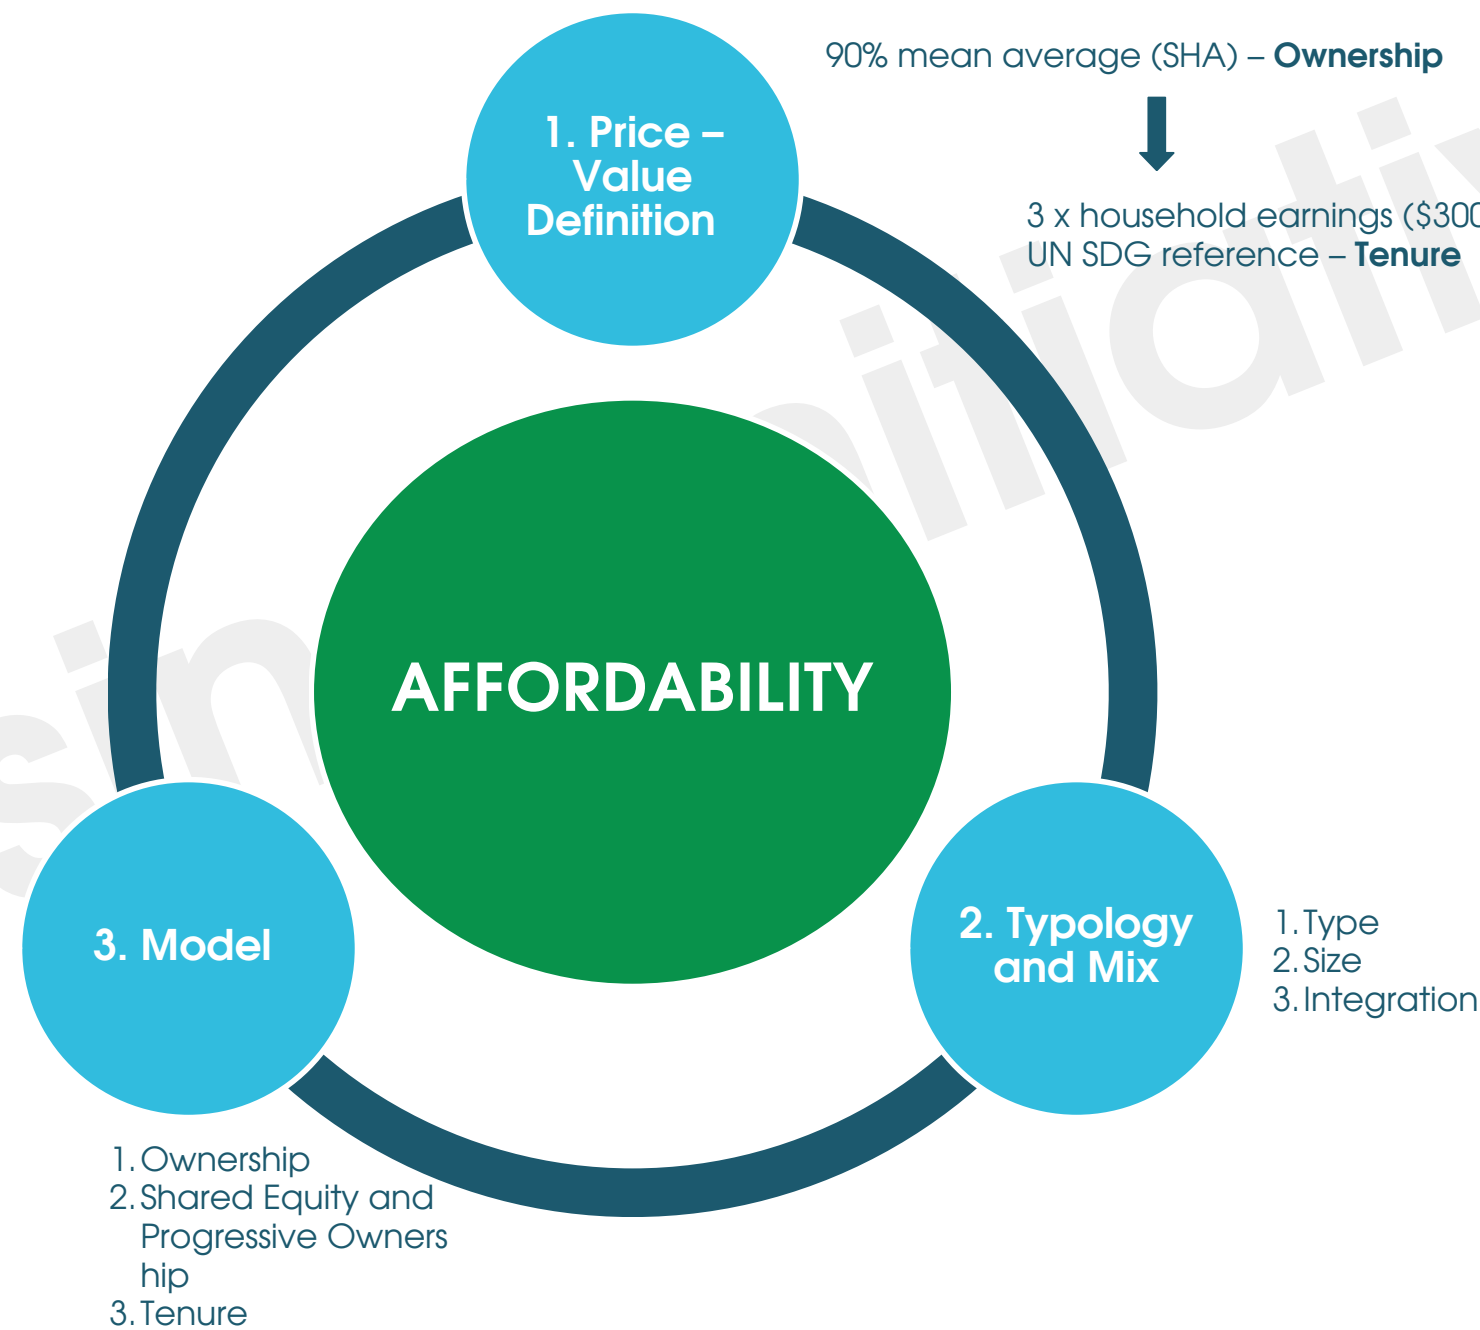 90% mean average (SHA) – Ownership
1. Price –
Value
Definition
3 x household earnings ($300
UN SDG reference – Tenure
AFFORDABILITY
2. Typology
and Mix
1. Type
2. Size
3. Integration
3. Model
1. Ownership
2. Shared Equity and
Progressive Owners
hip
3. Tenure